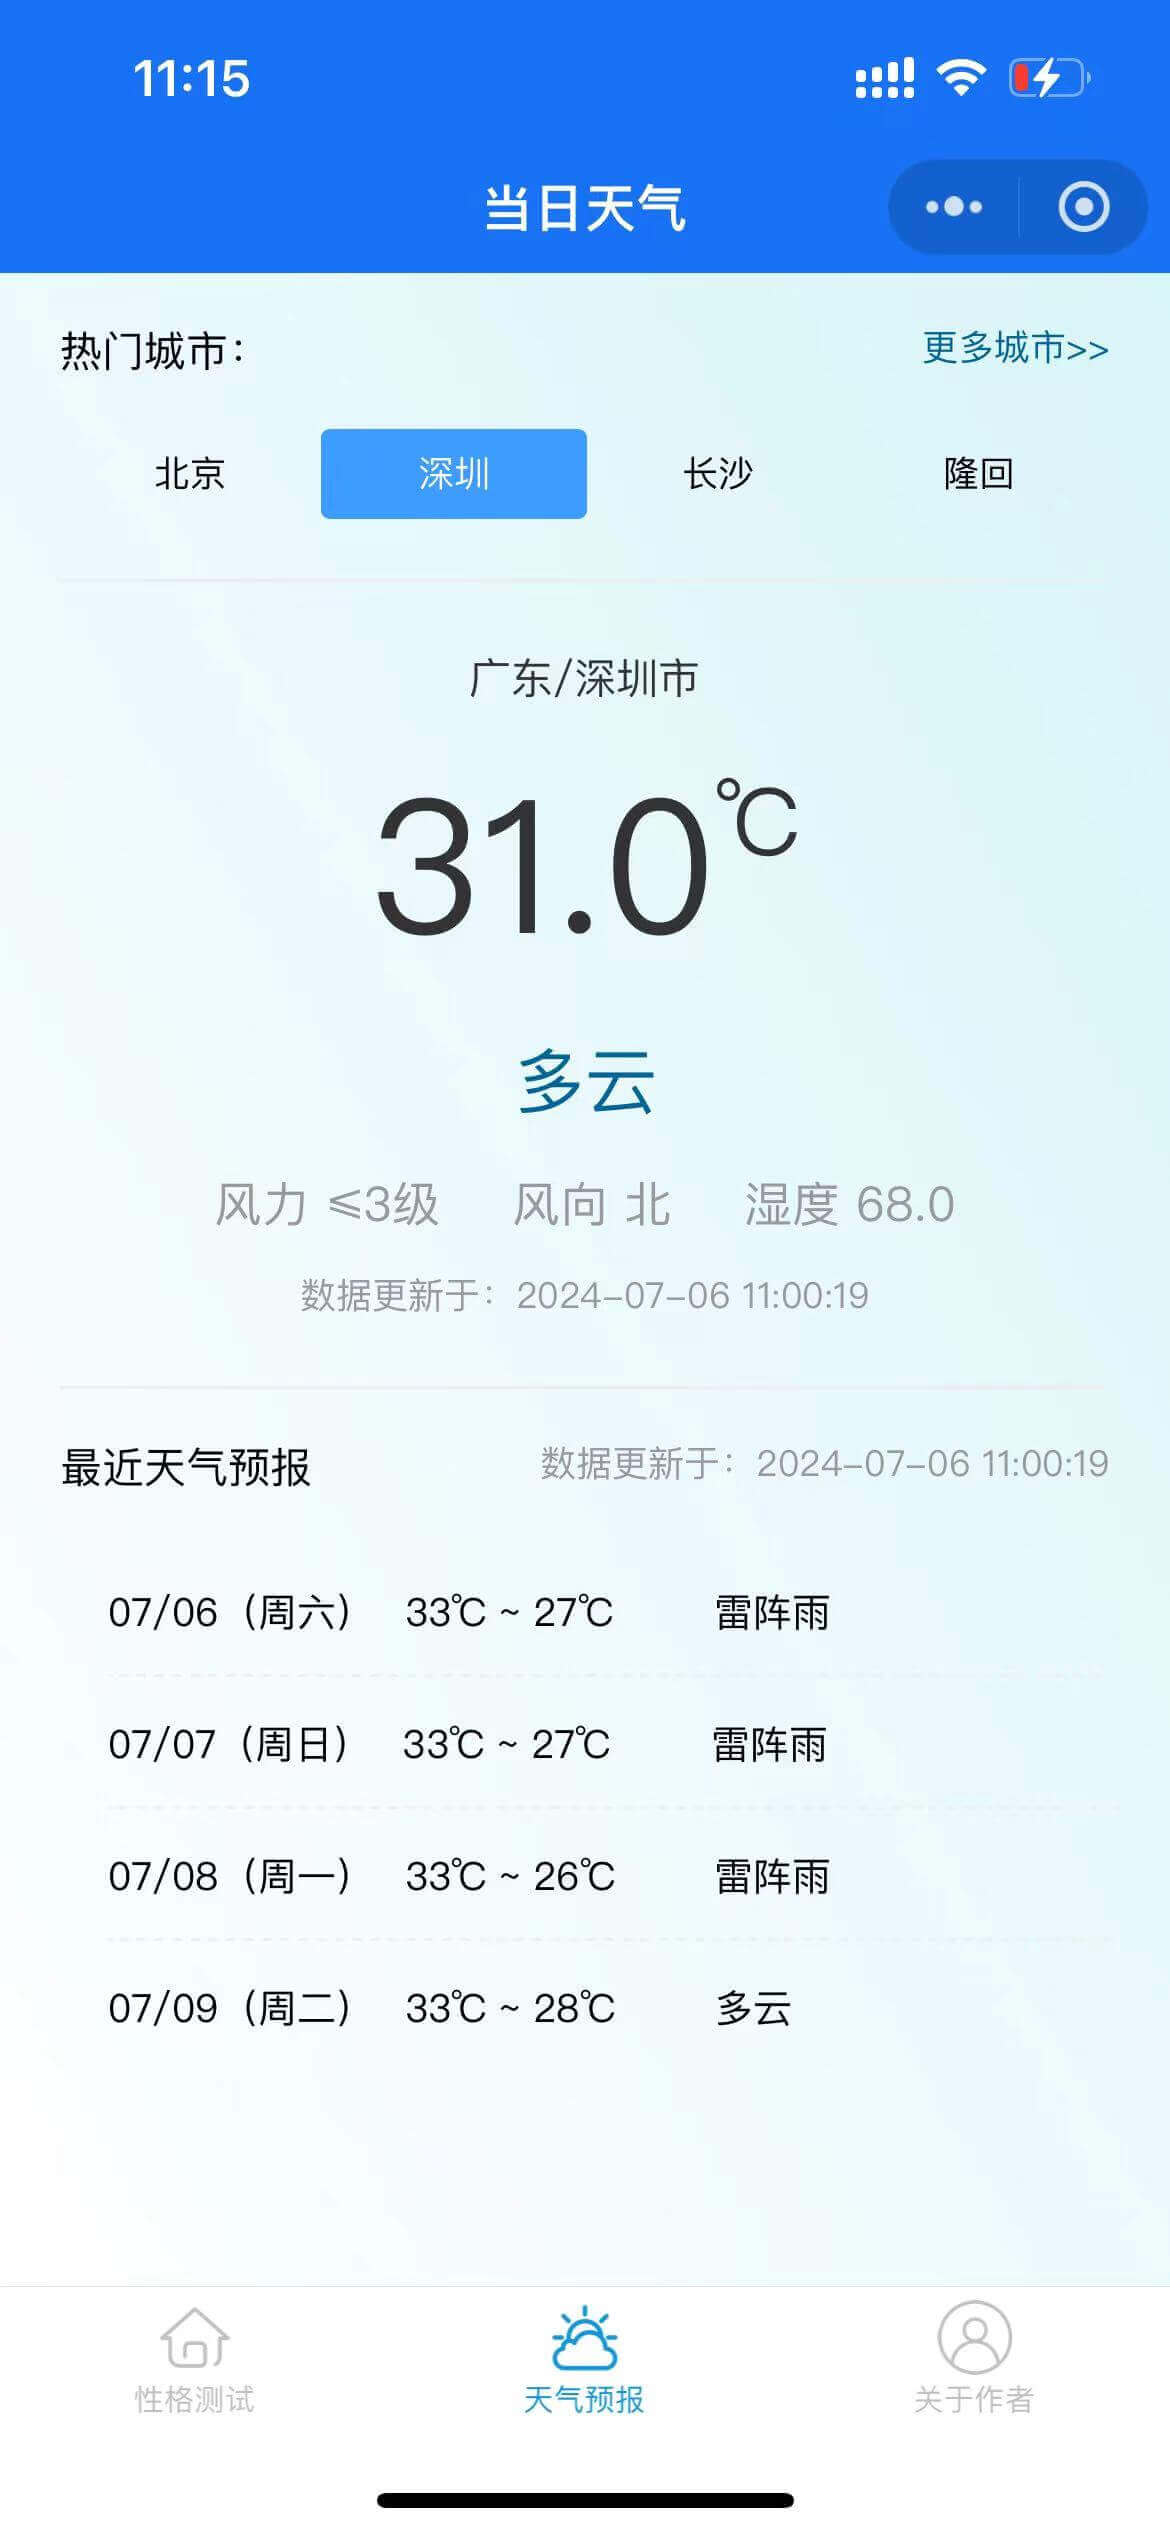 11:15
当日天气
热门城市：
更多城市>>
北京 深圳 长沙 隆回
广东/深圳市
31.0℃
多云
风力 ≤3级 风向 北 湿度 68.0
数据更新于：2024-07-06 11:00:19
最近天气预报 数据更新于：2024-07-06 11:00:19
07/06（周六） 33℃ ~ 27℃ 雷阵雨
07/07（周日） 33℃ ~ 27℃ 雷阵雨
07/08（周一） 33℃ ~ 26℃ 雷阵雨
07/09（周二） 33℃ ~ 28℃ 多云
性格测试 天气预报 关于作者